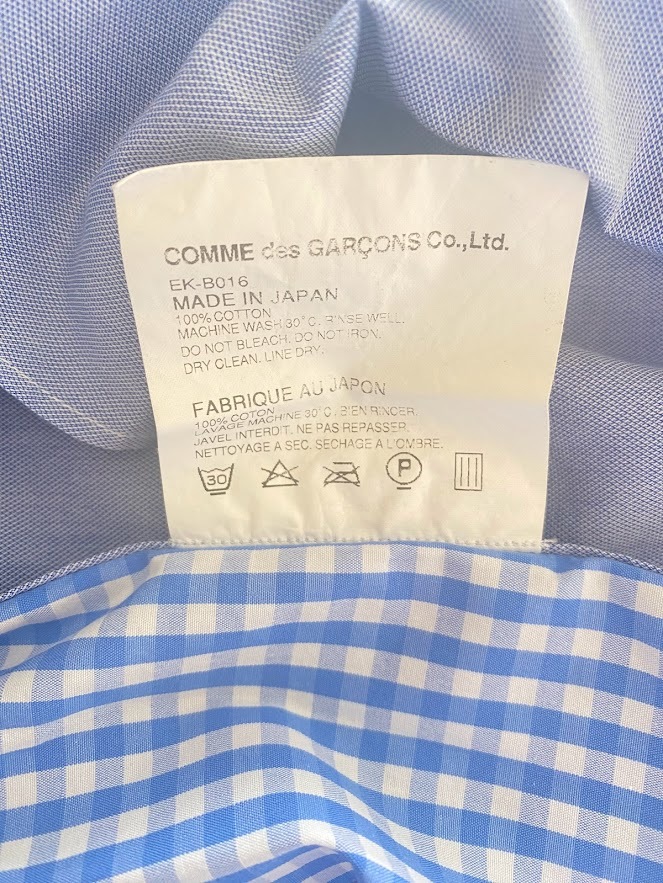 COMME des GARÇONS Co.,Ltd.
EK-B016
MADE IN JAPAN
100% COTTON
MACHINE WASH 30°C. RINSE WELL.
DO NOT BLEACH. DO NOT IRON.
DRY CLEAN. LINE DRY.
FABRIQUE AU JAPON
100% COTON
LAVAGE MACHINE 30°C. BIEN RINCER.
JAVEL INTERDIT. NE PAS REPASSER.
NETTOYAGE A SEC. SECHAGE A L'OMBRE.
30 P